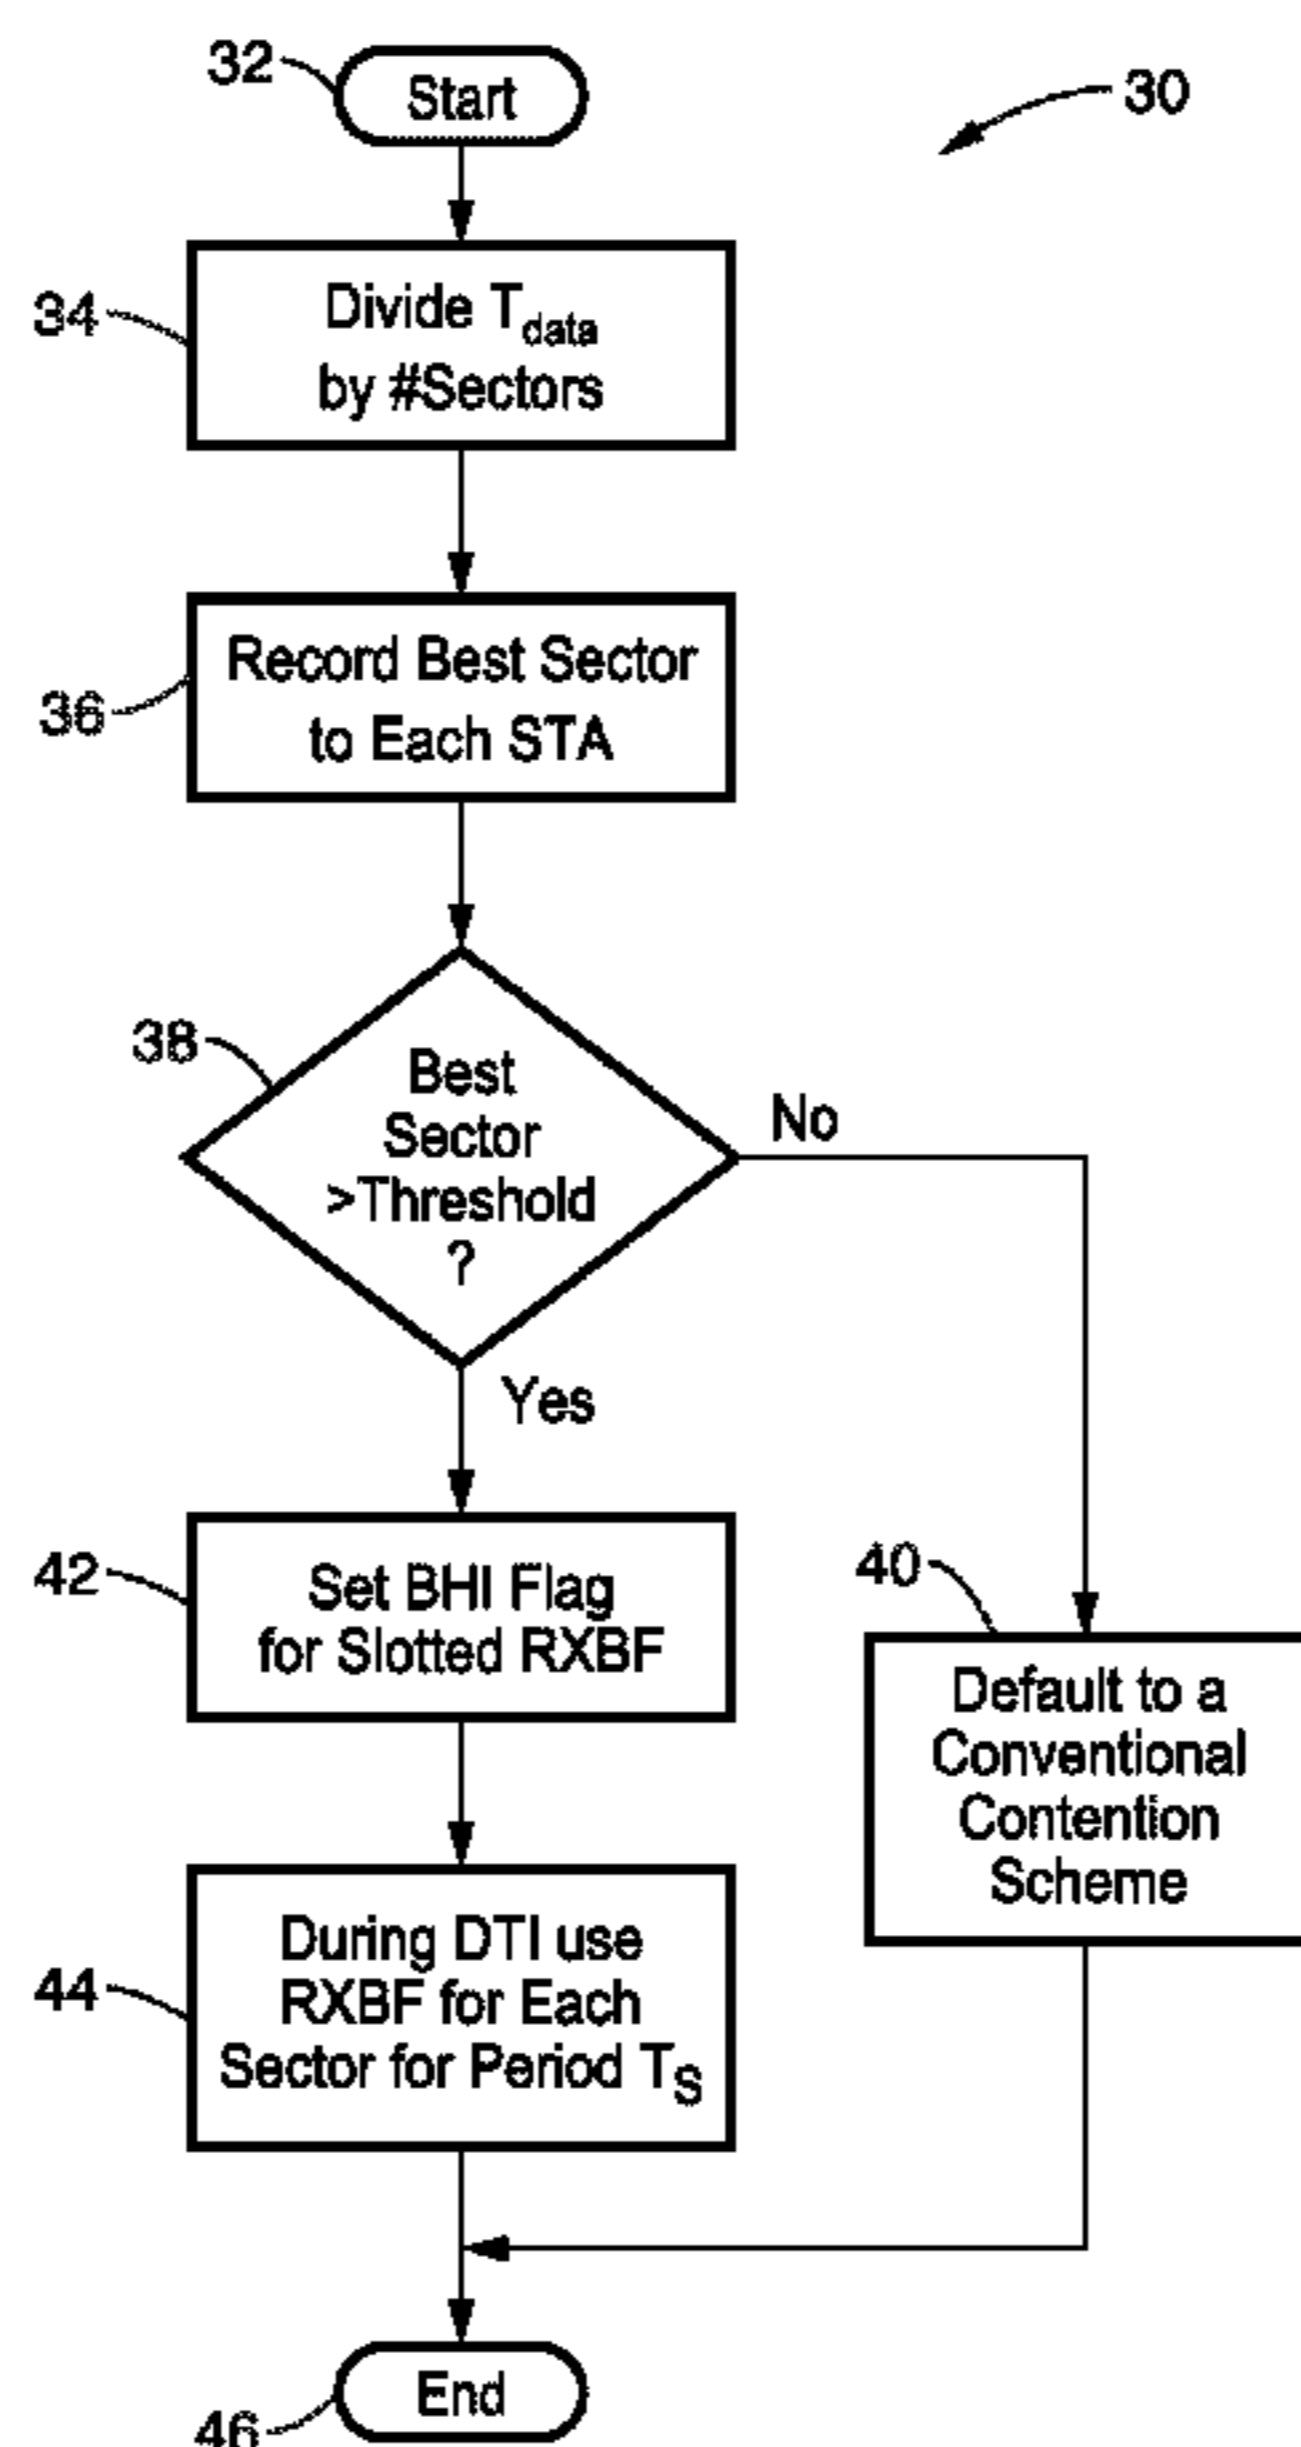 32
Start
30
34
Divide Tdata
by #Sectors
36
Record Best Sector
to Each STA
38
Best
Sector
>Threshold
?
No
Yes
42
Set BHI Flag
for Slotted RXBF
40
Default to a
Conventional
Contention
Scheme
44
During DTI use
RXBF for Each
Sector for Period TS
End
46